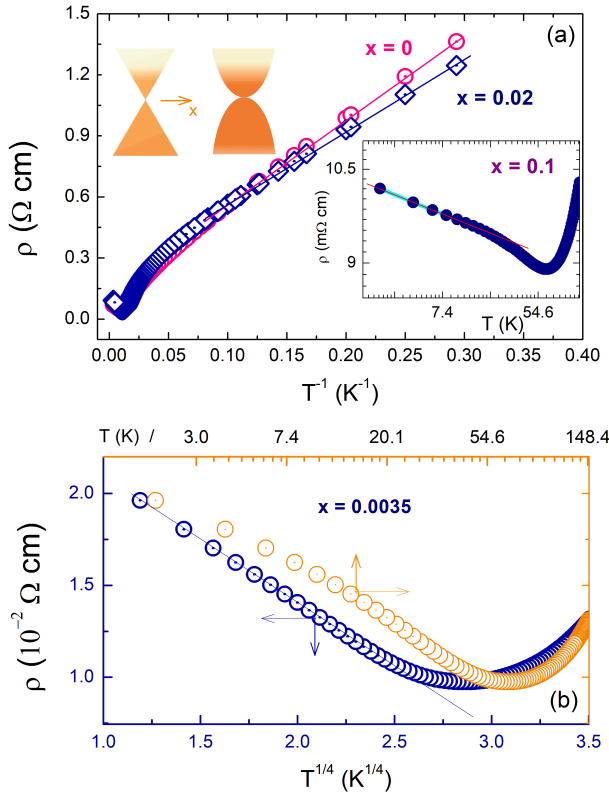 (a)
x = 0
x = 0.02
x
x = 0.1
10.5
9
ρ (mΩ cm)
7.4 54.6
T (K)
1.5
1.2
0.9
0.6
0.3
0.0
ρ (Ω cm)
0.00 0.05 0.10 0.15 0.20 0.25 0.30 0.35 0.40
T⁻¹ (K⁻¹)
T (K) / 3.0 7.4 20.1 54.6 148.4
x = 0.0035
2.0
1.5
1.0
ρ (10⁻² Ω cm)
(b)
1.0 1.5 2.0 2.5 3.0 3.5
T¹ᐟ⁴ (K¹ᐟ⁴)